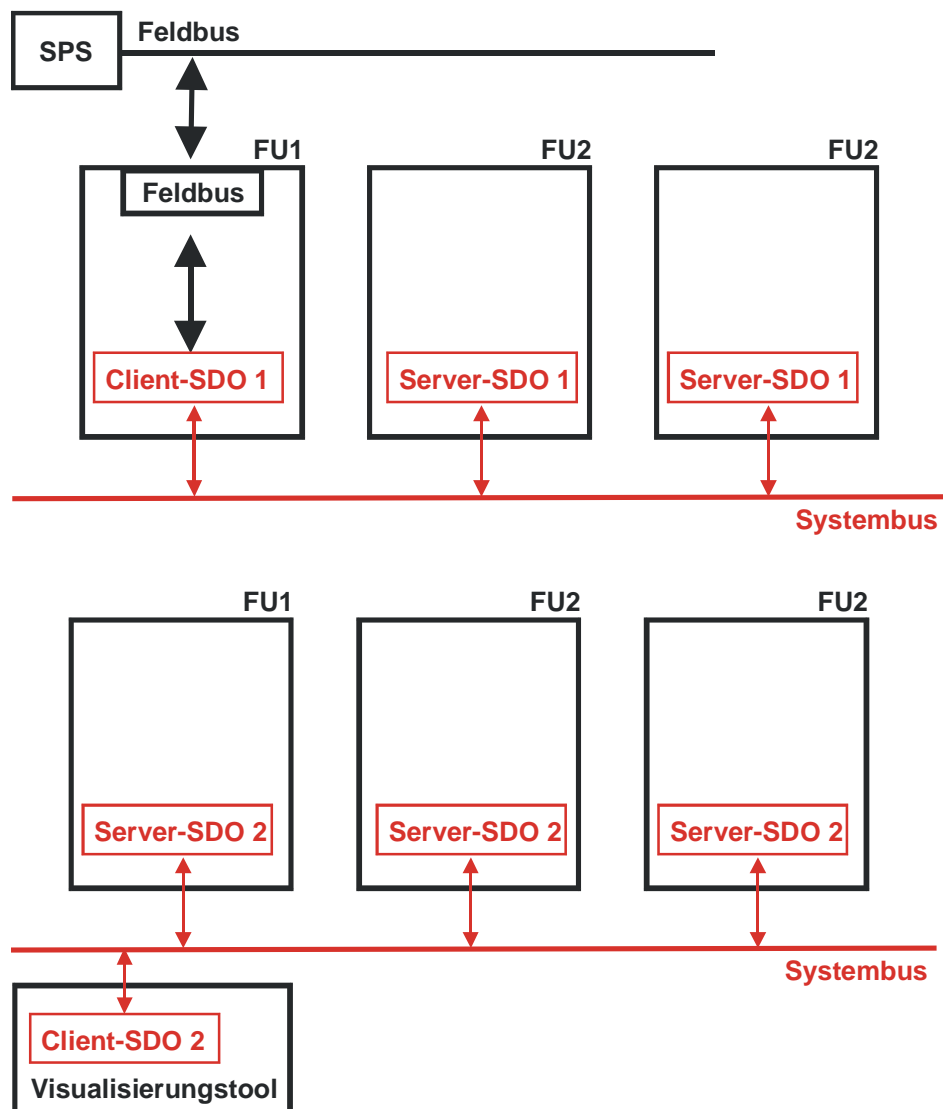 Feldbus
SPS
FU1
FU2
FU2
Feldbus
Client-SDO 1
Server-SDO 1
Server-SDO 1
Systembus
FU1
FU2
FU2
Server-SDO 2
Server-SDO 2
Server-SDO 2
Systembus
Client-SDO 2
Visualisierungstool